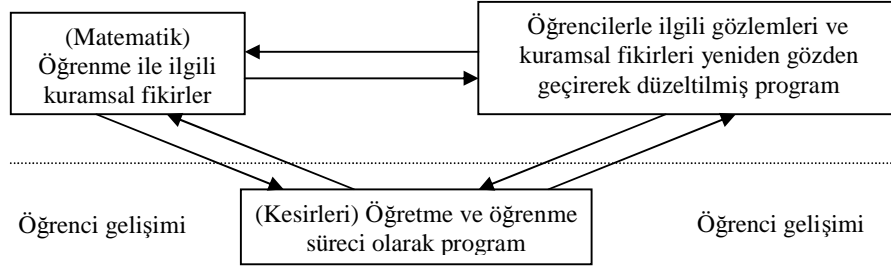 (Matematik)
Öğrenme ile ilgili
kuramsal fikirler
Öğrencilerle ilgili gözlemleri ve
kuramsal fikirleri yeniden gözden
geçirerek düzeltilmiş program
Öğrenci gelişimi
(Kesirleri) Öğretme ve öğrenme
süreci olarak program
Öğrenci gelişimi